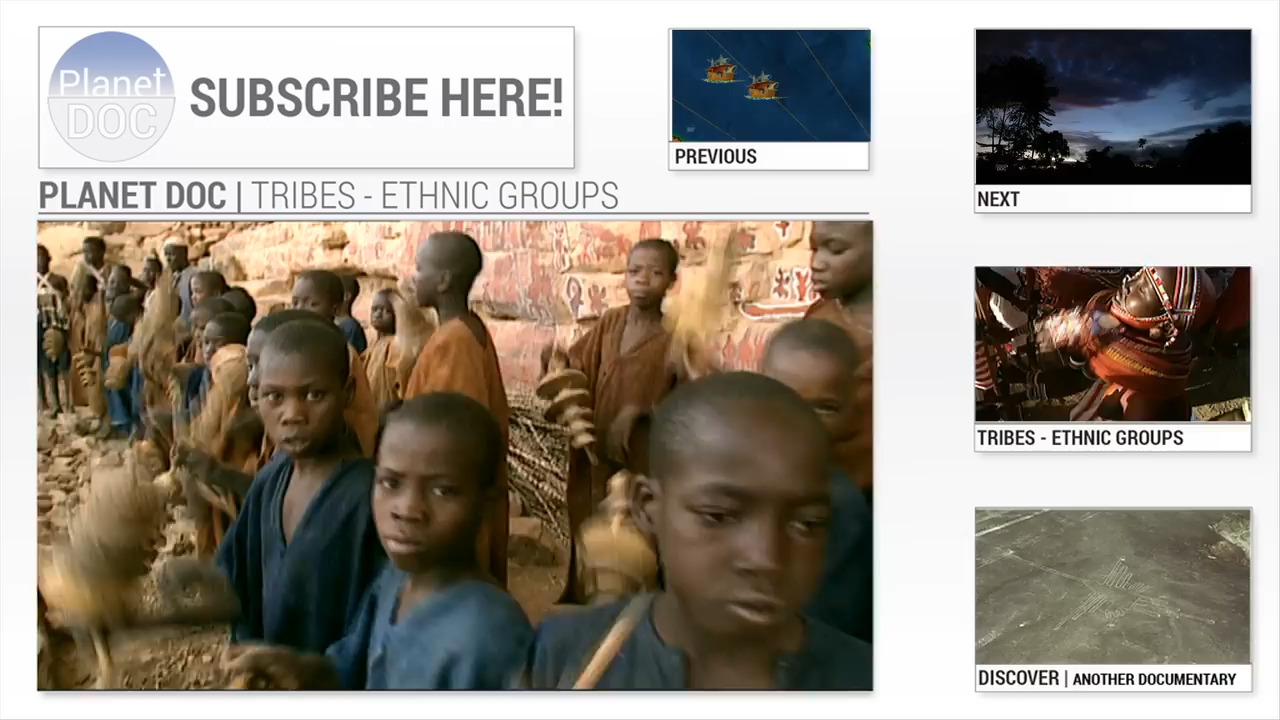 Planet
DOC
SUBSCRIBE HERE!
PREVIOUS
NEXT
PLANET DOC | TRIBES - ETHNIC GROUPS
TRIBES - ETHNIC GROUPS
DISCOVER | ANOTHER DOCUMENTARY